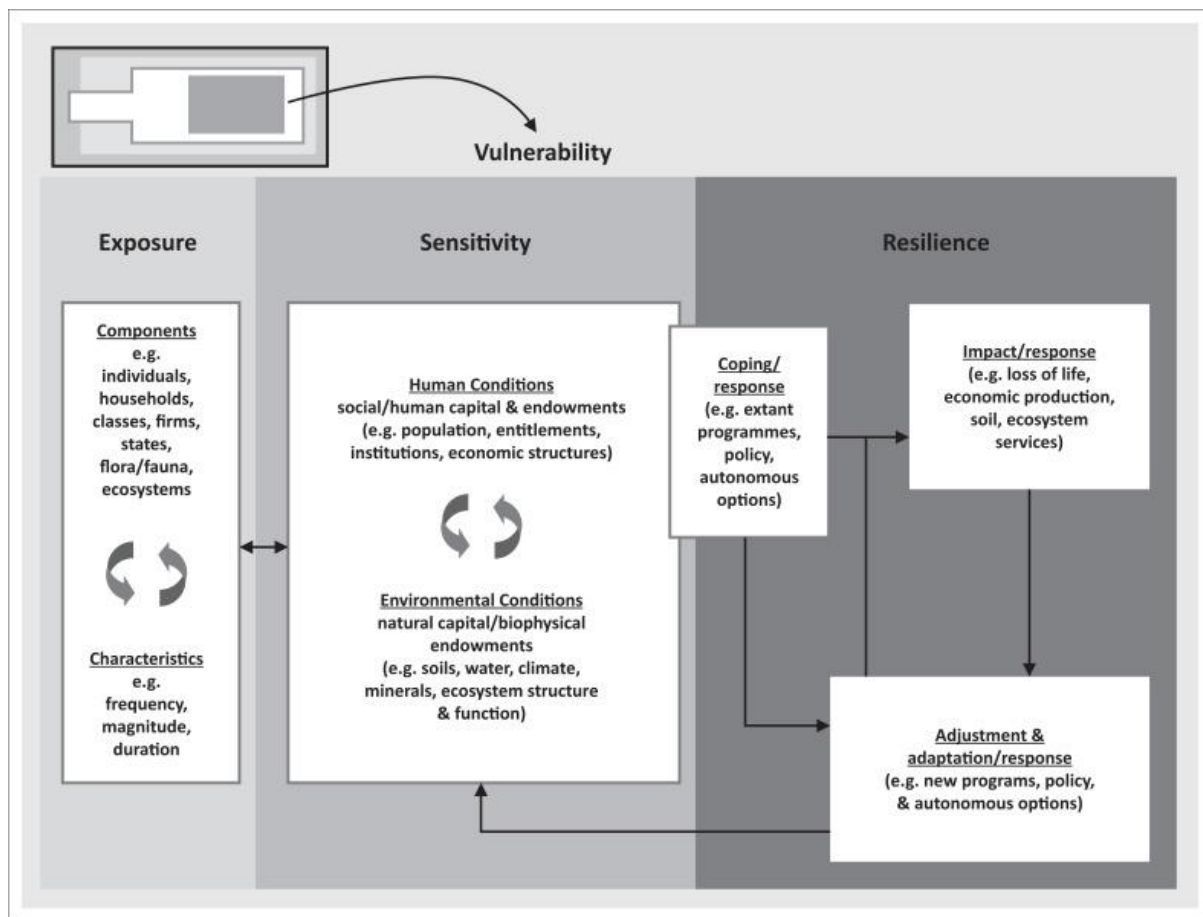 Vulnerability
Exposure
Sensitivity
Resilience
Components
e.g.
individuals,
households,
classes, firms,
states,
flora/fauna,
ecosystems
Characteristics
e.g.
frequency,
magnitude,
duration
Human Conditions
social/human capital & endowments
(e.g. population, entitlements,
institutions, economic structures)
Environmental Conditions
natural capital/biophysical
endowments
(e.g. soils, water, climate,
minerals, ecosystem structure
& function)
Coping/
response
(e.g. extant
programmes,
policy,
autonomous
options)
Impact/response
(e.g. loss of life,
economic production,
soil, ecosystem
services)
Adjustment &
adaptation/response
(e.g. new programs, policy,
& autonomous options)